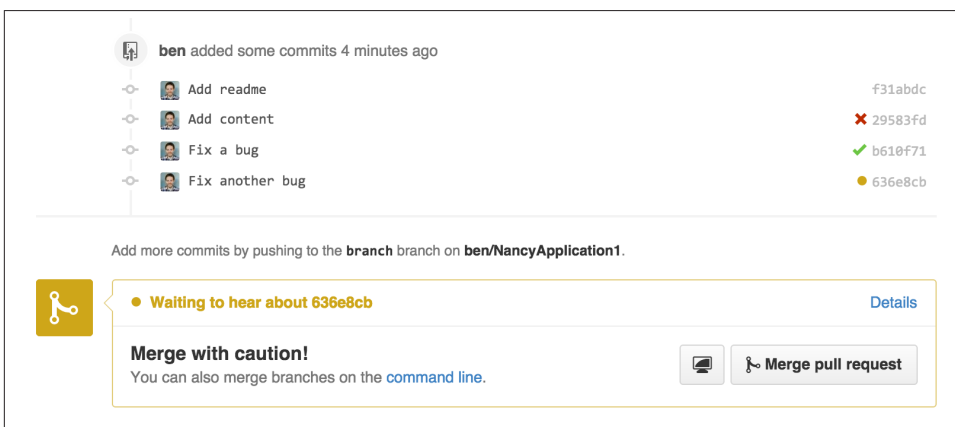 ben added some commits 4 minutes ago
Add readme f31abdc
Add content 29583fd
Fix a bug b610f71
Fix another bug 636e8cb
Add more commits by pushing to the branch branch on ben/NancyApplication1.
Waiting to hear about 636e8cb Details
Merge with caution!
You can also merge branches on the command line.
Merge pull request